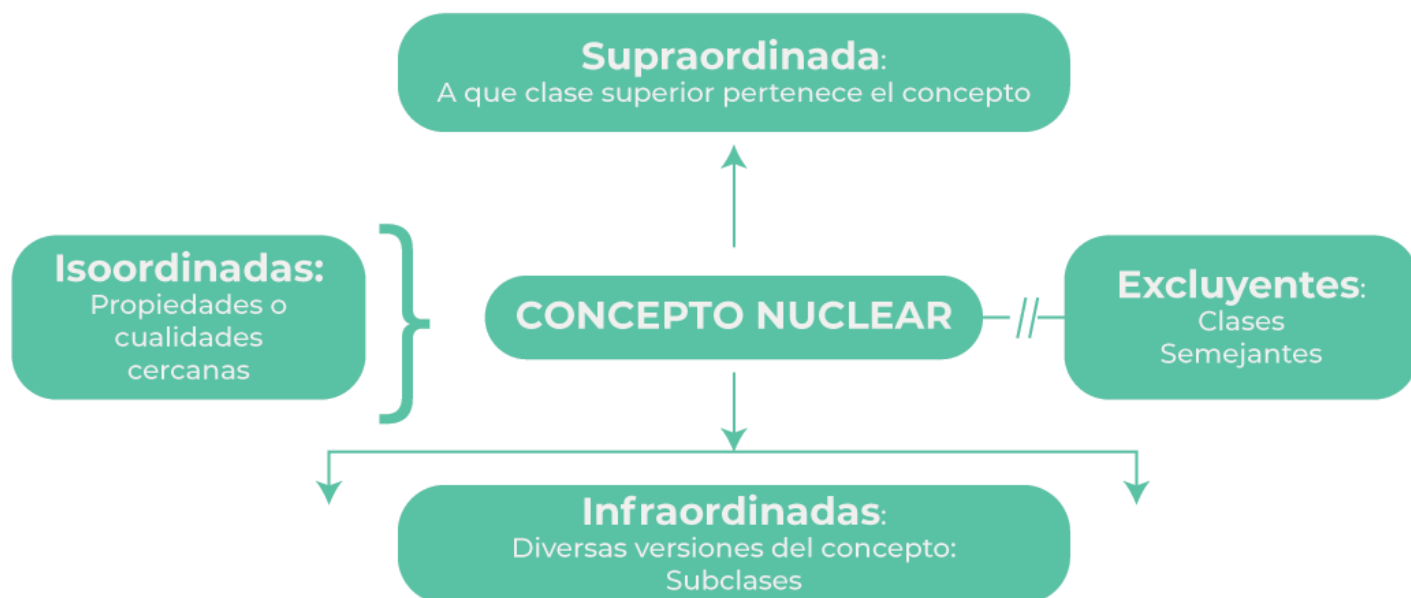 Supraordinada:
A que clase superior pertenece el concepto
Isoordinadas:
Propiedades o
cualidades
cercanas
CONCEPTO NUCLEAR
Excluyentes:
Clases
Semejantes
Infraordinadas:
Diversas versiones del concepto:
Subclases